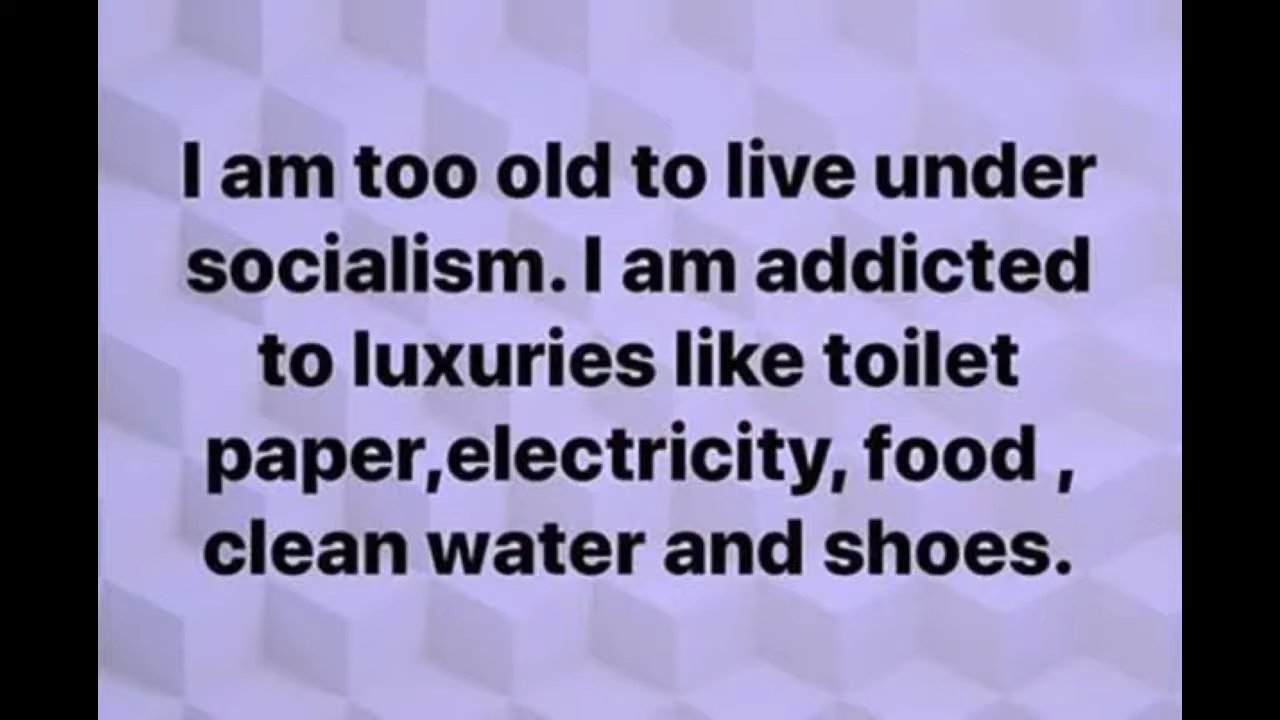 I am too old to live under
socialism. I am addicted
to luxuries like toilet
paper,electricity, food ,
clean water and shoes.